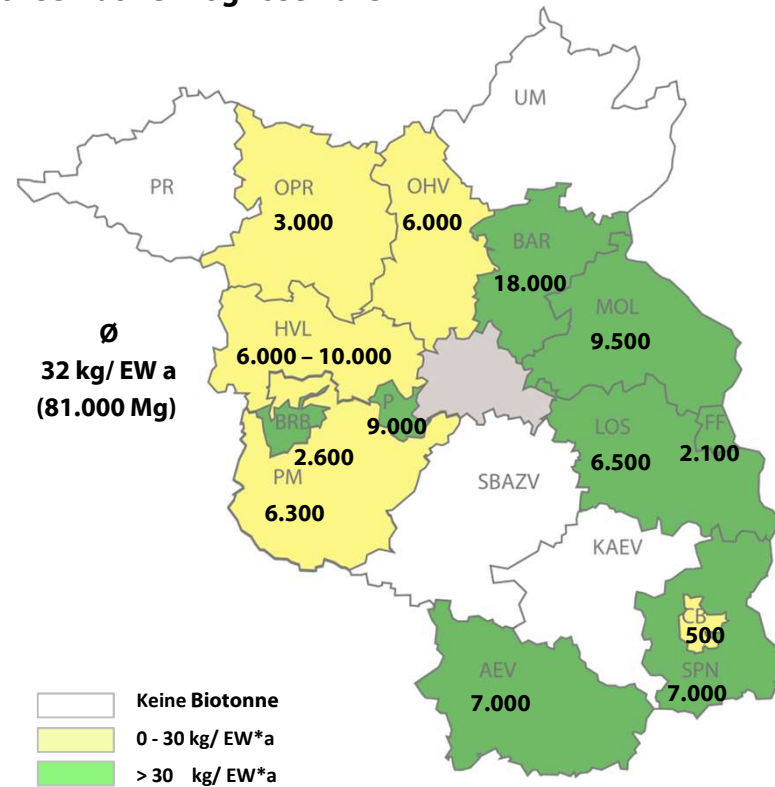 UM
PR
OPR
3.000
OHV
6.000
BAR
18.000
MOL
9.500
HVL
6.000 – 10.000
Ø
32 kg/ EW a
(81.000 Mg)
BRB
2.600
P
9.000
LOS
6.500
FF
2.100
PM
6.300
SBAZV
KAEV
CB
500
SPN
7.000
AEV
7.000
Keine Biotonne
0 - 30 kg/ EW*a
> 30 kg/ EW*a